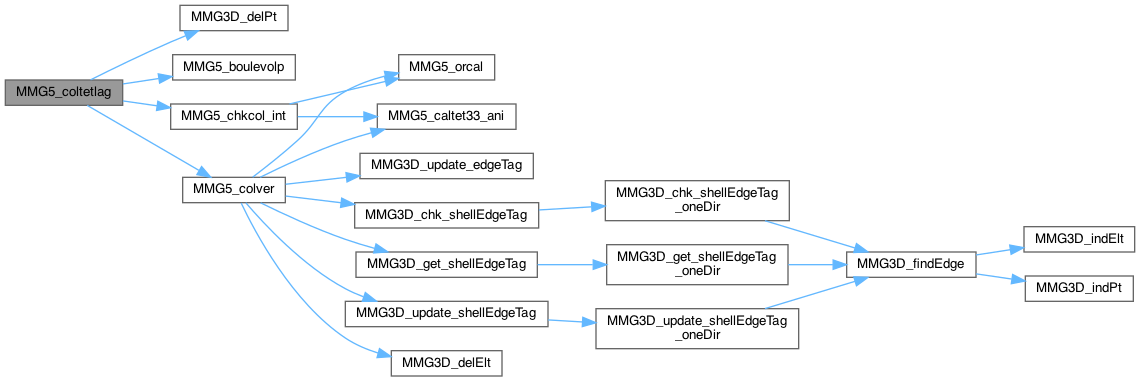 MMG5_coltetlag
MMG3D_delPt
MMG5_boulevolp
MMG5_chkcol_int
MMG5_colver
MMG5_orcal
MMG5_caltet33_ani
MMG3D_update_edgeTag
MMG3D_chk_shellEdgeTag
MMG3D_get_shellEdgeTag
MMG3D_update_shellEdgeTag
MMG3D_delElt
MMG3D_chk_shellEdgeTag
_oneDir
MMG3D_get_shellEdgeTag
_oneDir
MMG3D_update_shellEdgeTag
_oneDir
MMG3D_findEdge
MMG3D_indElt
MMG3D_indPt